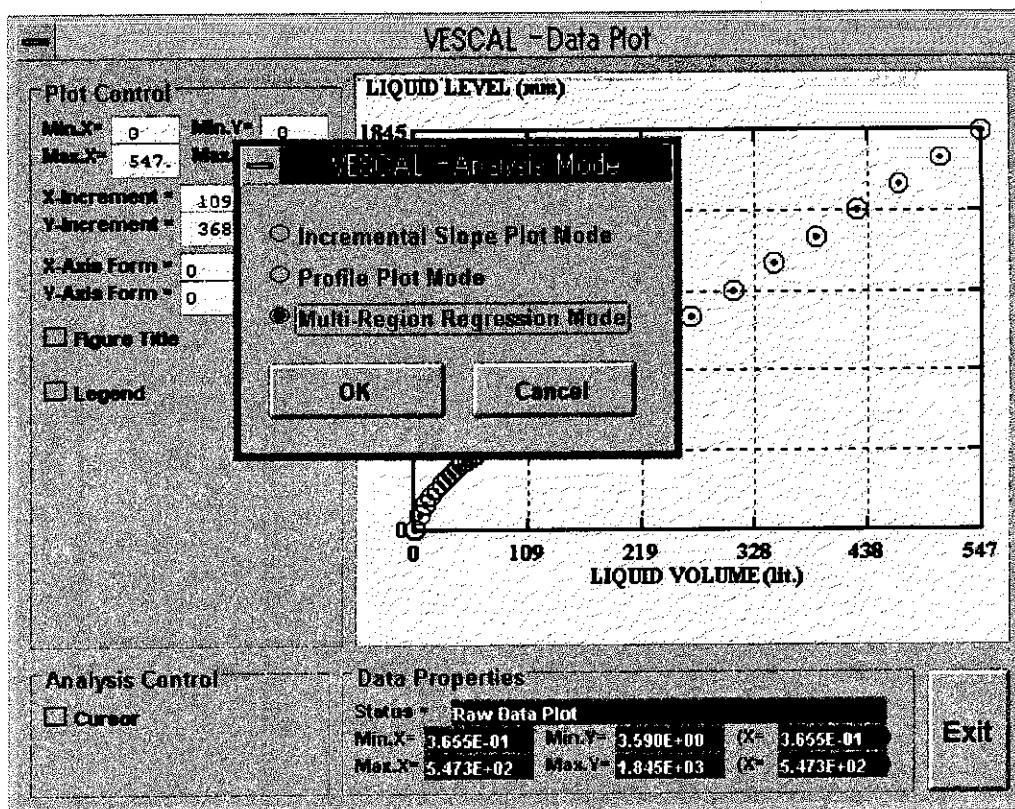 VESCAL - Data Plot
Plot Control
Min.X= 0 Min.Y= 0
Max.X= 547. Max.
X-Increment = 109
Y-Increment = 368
X-Axis Form = 0
Y-Axis Form = 0
Figure Title
Legend
VESCAL - Analysis Mode
Incremental Slope Plot Mode
Profile Plot Mode
Multi-Region Regression Mode
OK Cancel
LIQUID LEVEL (mm)
1845
0
0 109 219 328 438 547
LIQUID VOLUME (lit.)
Analysis Control
Cursor
Data Properties
Status = Raw Data Plot
Min.X= 3.655E-01 Min.Y= 3.590E+00 (X= 3.655E-01 )
Max.X= 5.473E+02 Max.Y= 1.845E+03 (X= 5.473E+02 )
Exit